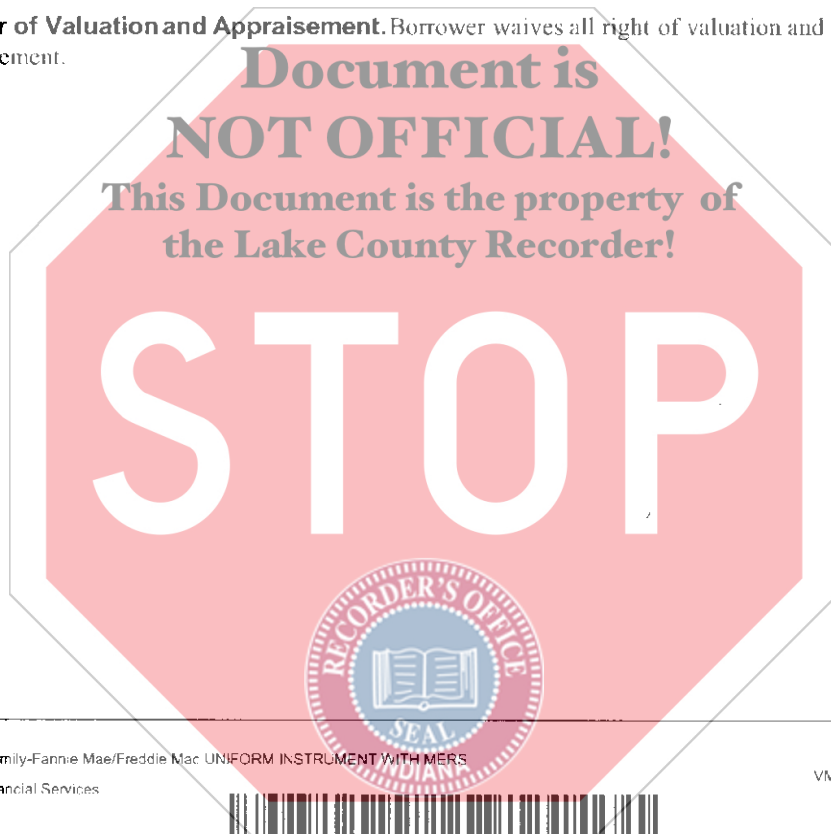 r of Valuation and Appraisement. Borrower waives all right of valuation and
ement.
Document is
NOT OFFICIAL!
This Document is the property of
the Lake County Recorder!
STOP
RECORDER'S OFFICE
SEAL
INDIANA
mily-Fannie Mae/Freddie Mac UNIFORM INSTRUMENT WITH MERS
ancial Services
VM